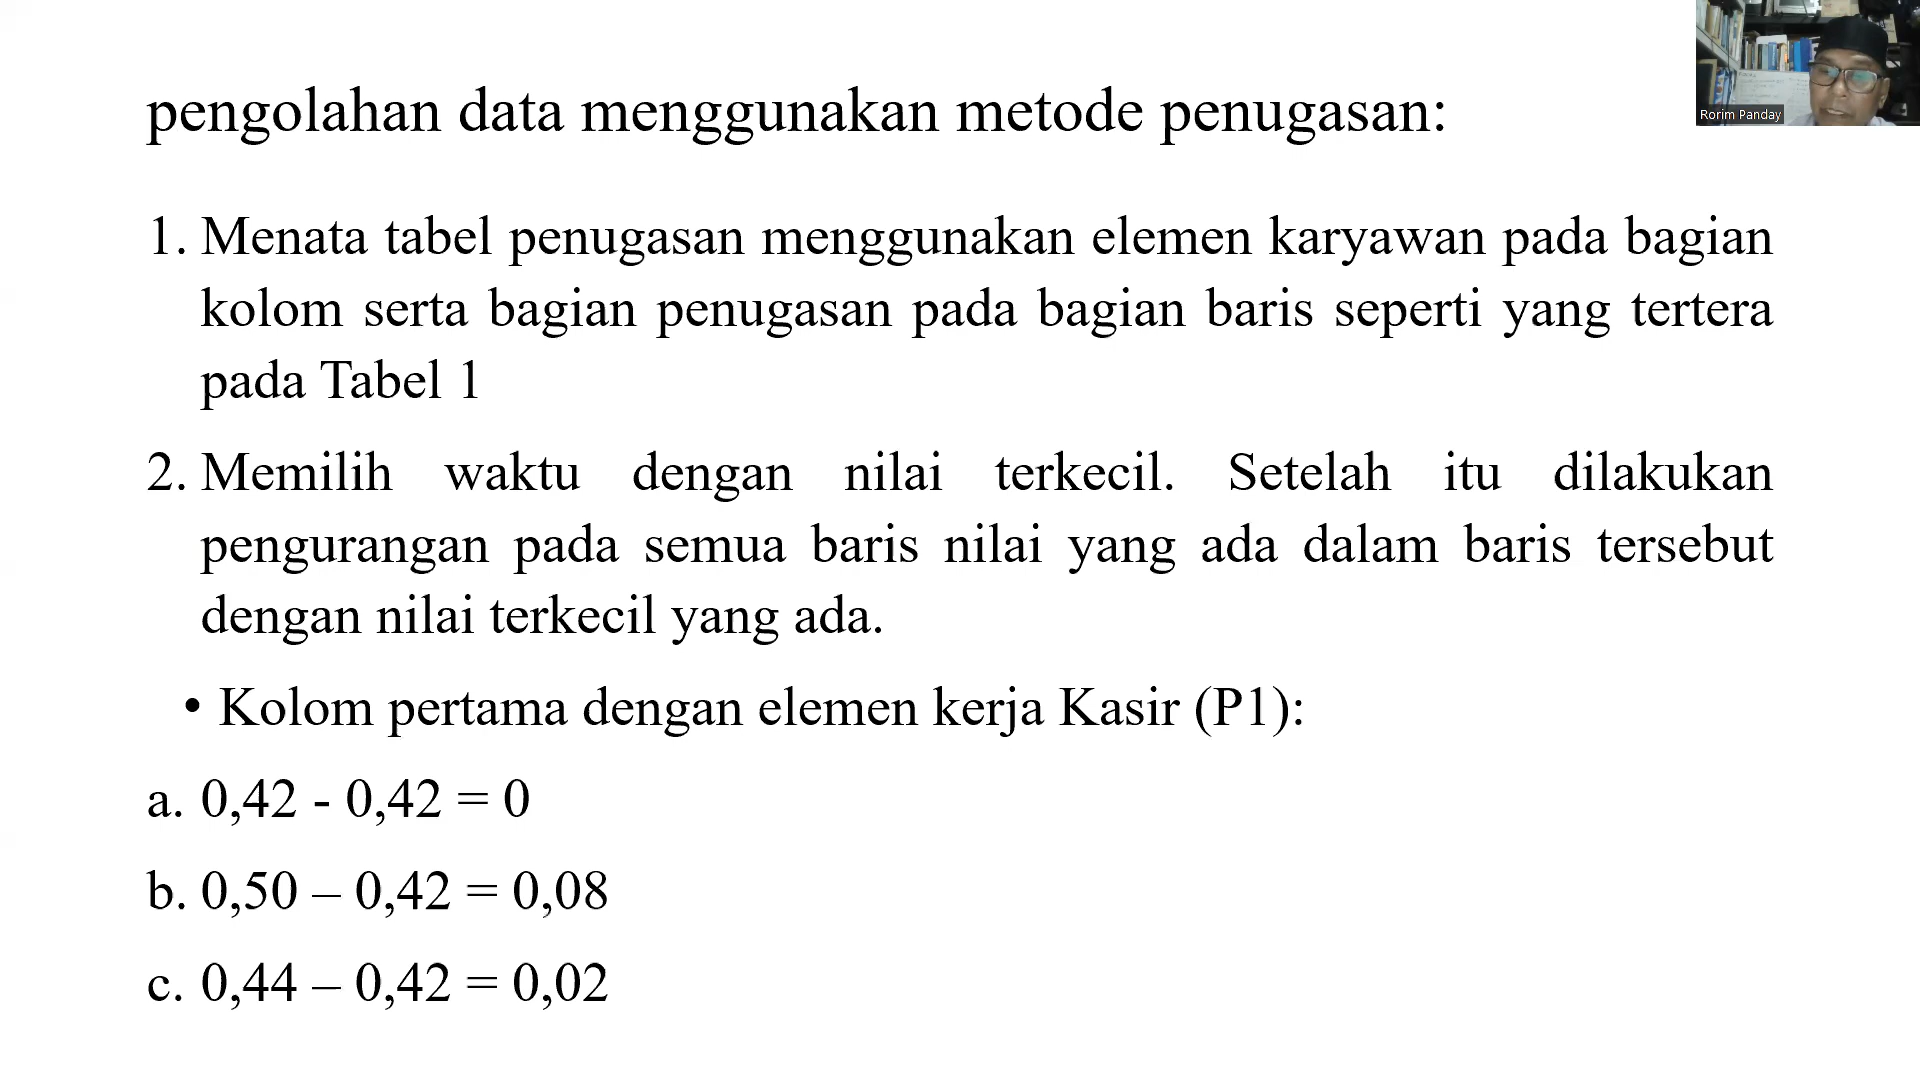 pengolahan data menggunakan metode penugasan:
Rorim Panday
1. Menata tabel penugasan menggunakan elemen karyawan pada bagian
kolom serta bagian penugasan pada bagian baris seperti yang tertera
pada Tabel 1
2. Memilih waktu dengan nilai terkecil. Setelah itu dilakukan
pengurangan pada semua baris nilai yang ada dalam baris tersebut
dengan nilai terkecil yang ada.
• Kolom pertama dengan elemen kerja Kasir (P1):
a. 0,42 - 0,42 = 0
b. 0,50 – 0,42 = 0,08
c. 0,44 – 0,42 = 0,02